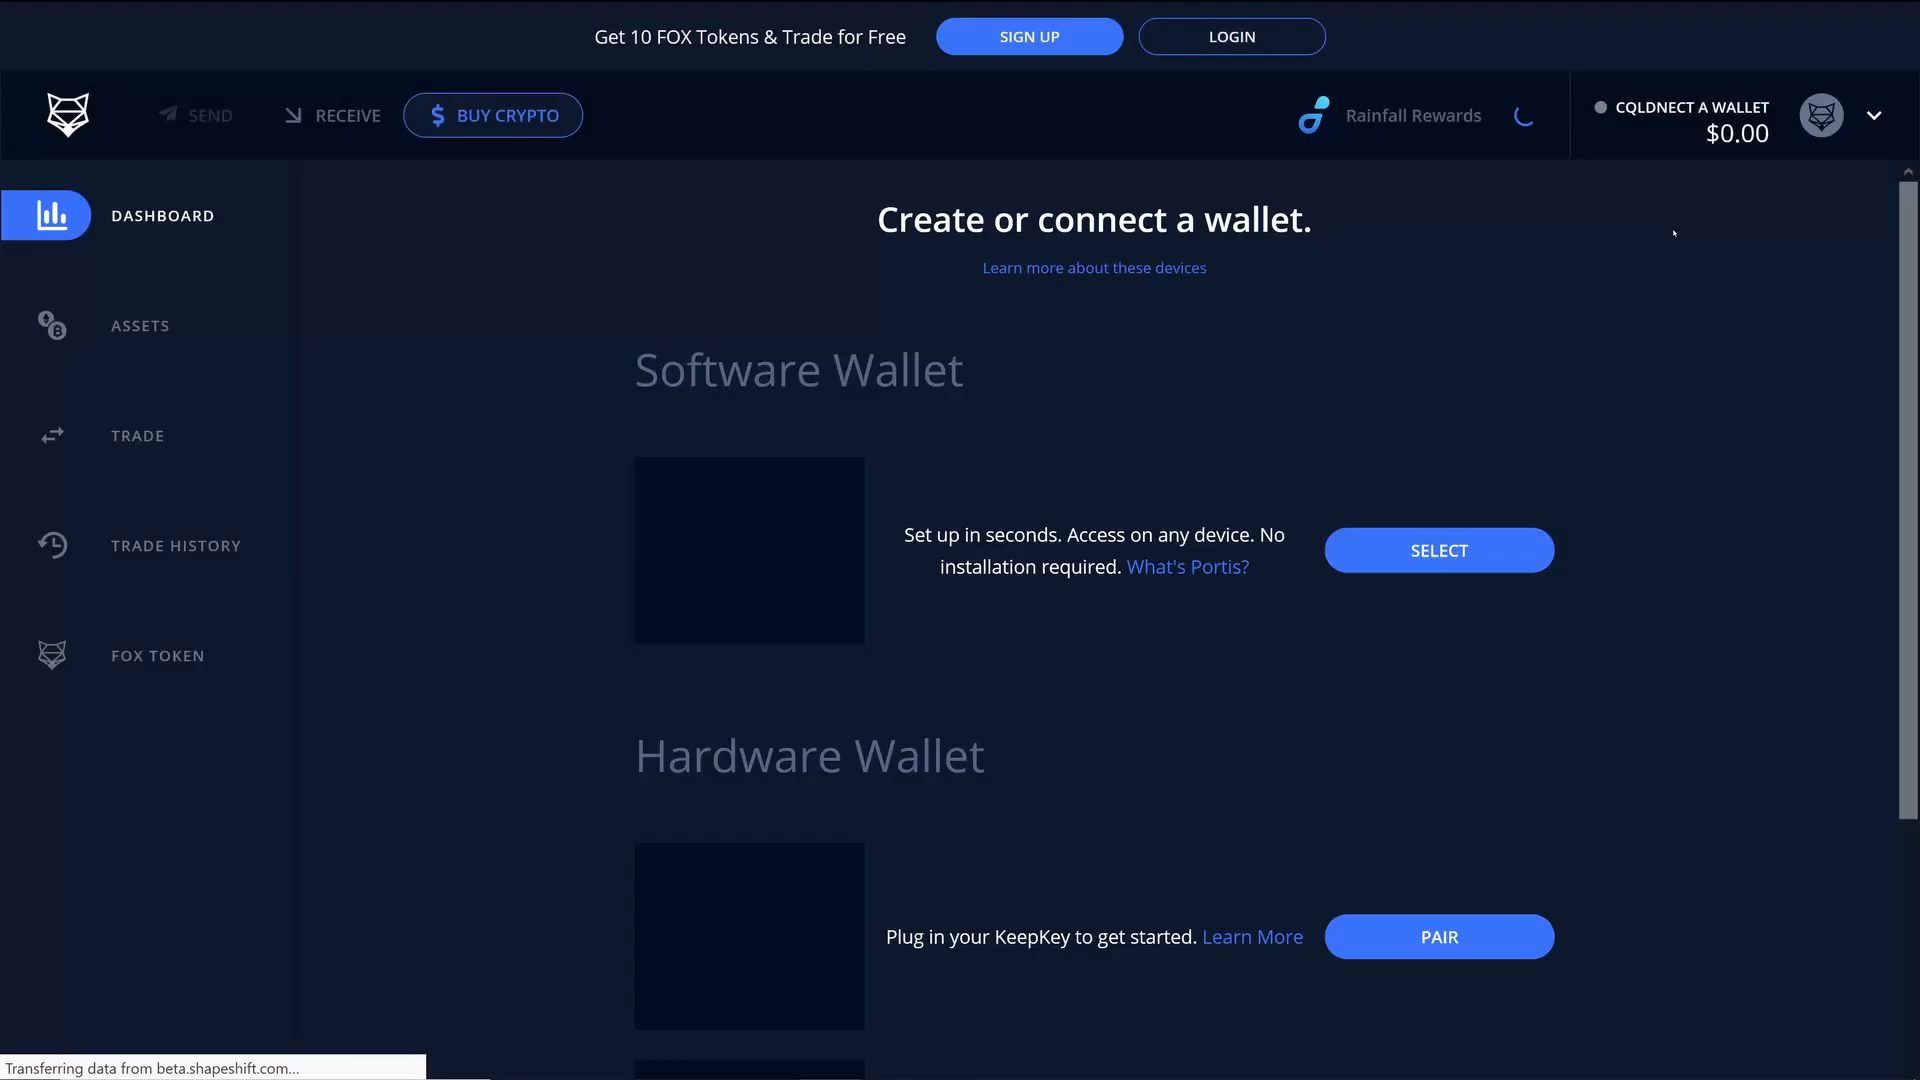 Get 10 FOX Tokens & Trade for Free
SIGN UP
LOGIN
SEND
RECEIVE
$ BUY CRYPTO
Rainfall Rewards
CQLDNECT A WALLET
$0.00
DASHBOARD
ASSETS
TRADE
TRADE HISTORY
FOX TOKEN
Create or connect a wallet.
Learn more about these devices
Software Wallet
Set up in seconds. Access on any device. No
installation required. What's Portis?
SELECT
Hardware Wallet
Plug in your KeepKey to get started. Learn More
PAIR
Transferring data from beta.shapeshift.com...